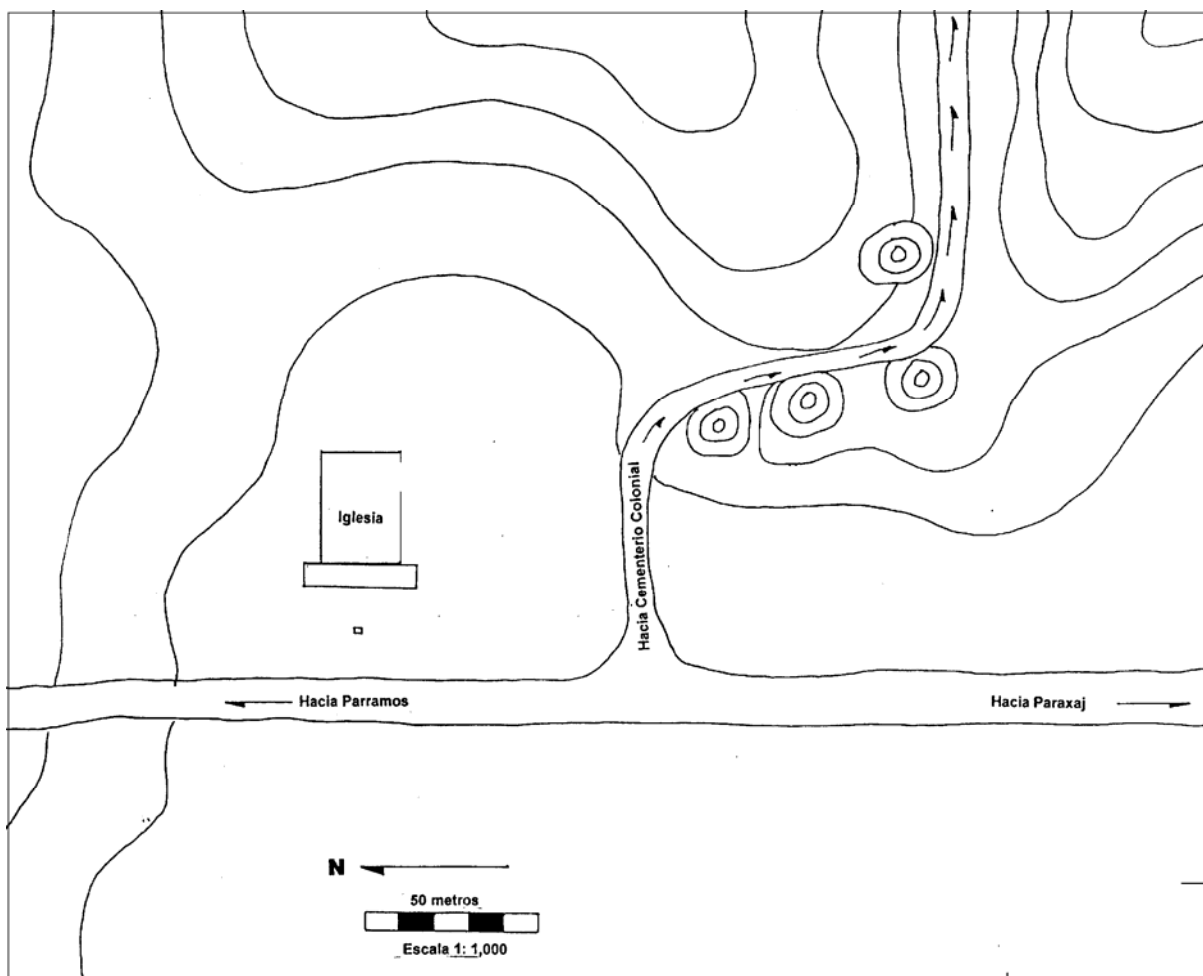 Iglesia
Hacia Cementerio Colonial
Hacia Parramos
Hacia Paraxaj
N
50 metros
Escala 1: 1,000